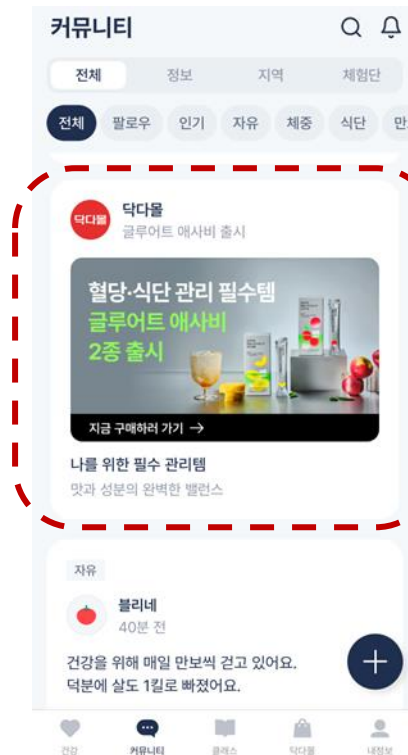 커뮤니티
전체 정보 지역 체험단
전체 팔로우 인기 자유 체중 식단 만
닥다몰
닥다몰
글루어트 애사비 출시
혈당·식단 관리 필수템
글루어트 애사비
2종 출시
지금 구매하러 가기 →
나를 위한 필수 관리템
맛과 성분의 완벽한 밸런스
자유
블리네
40분 전
건강을 위해 매일 만보씩 걷고 있어요.
덕분에 살도 1킬로 빠졌어요.
건강 커뮤니티 클래스 닥다몰 내정보